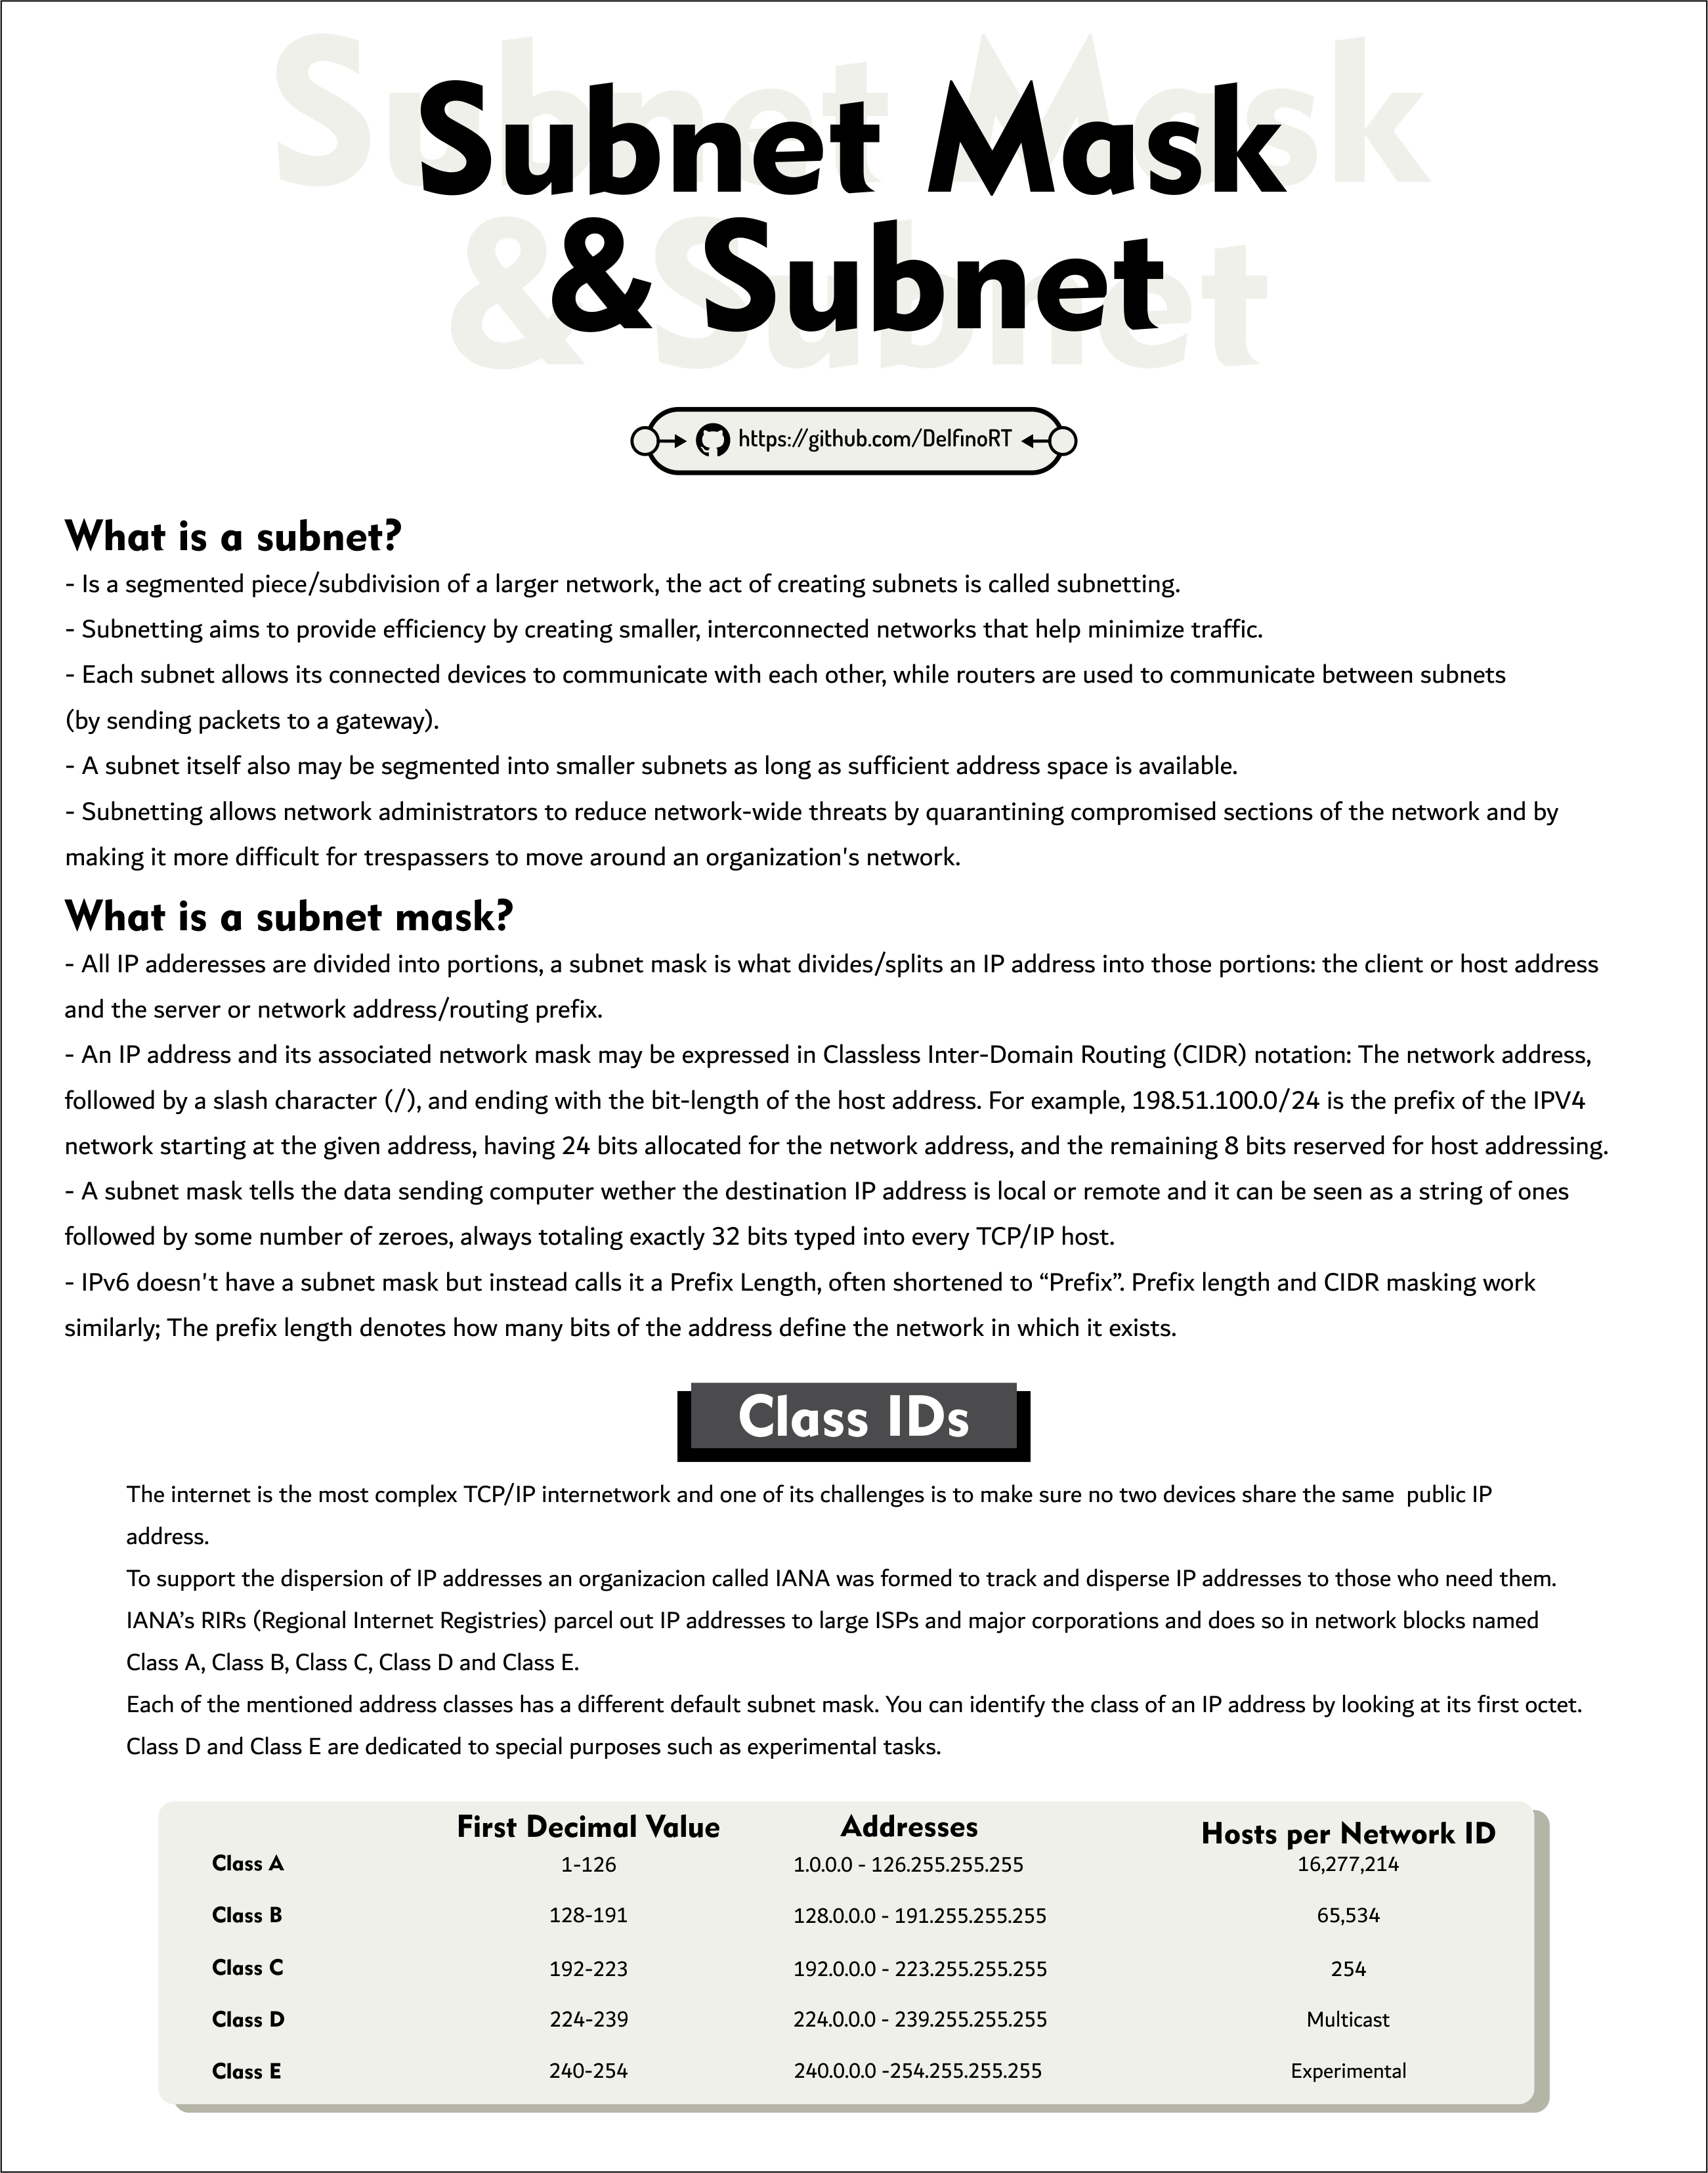 Subnet Mask
& Subnet
https://github.com/DelfinoRT
What is a subnet?
- Is a segmented piece/subdivision of a larger network, the act of creating subnets is called subnetting.
- Subnetting aims to provide efficiency by creating smaller, interconnected networks that help minimize traffic.
- Each subnet allows its connected devices to communicate with each other, while routers are used to communicate between subnets
(by sending packets to a gateway).
- A subnet itself also may be segmented into smaller subnets as long as sufficient address space is available.
- Subnetting allows network administrators to reduce network-wide threats by quarantining compromised sections of the network and by
making it more difficult for trespassers to move around an organization's network.
What is a subnet mask?
- All IP adderesses are divided into portions, a subnet mask is what divides/splits an IP address into those portions: the client or host address
and the server or network address/routing prefix.
- An IP address and its associated network mask may be expressed in Classless Inter-Domain Routing (CIDR) notation: The network address,
followed by a slash character (/), and ending with the bit-length of the host address. For example, 198.51.100.0/24 is the prefix of the IPV4
network starting at the given address, having 24 bits allocated for the network address, and the remaining 8 bits reserved for host addressing.
- A subnet mask tells the data sending computer wether the destination IP address is local or remote and it can be seen as a string of ones
followed by some number of zeroes, always totaling exactly 32 bits typed into every TCP/IP host.
- IPv6 doesn't have a subnet mask but instead calls it a Prefix Length, often shortened to “Prefix”. Prefix length and CIDR masking work
similarly; The prefix length denotes how many bits of the address define the network in which it exists.
Class IDs
The internet is the most complex TCP/IP internetwork and one of its challenges is to make sure no two devices share the same  public IP
address.
To support the dispersion of IP addresses an organizacion called IANA was formed to track and disperse IP addresses to those who need them.
IANA’s RIRs (Regional Internet Registries) parcel out IP addresses to large ISPs and major corporations and does so in network blocks named
Class A, Class B, Class C, Class D and Class E.
Each of the mentioned address classes has a different default subnet mask. You can identify the class of an IP address by looking at its first octet.
Class D and Class E are dedicated to special purposes such as experimental tasks.
First Decimal Value Addresses Hosts per Network ID
Class A 1-126 1.0.0.0 - 126.255.255.255 16,277,214
Class B 128-191 128.0.0.0 - 191.255.255.255 65,534
Class C 192-223 192.0.0.0 - 223.255.255.255 254
Class D 224-239 224.0.0.0 - 239.255.255.255 Multicast
Class E 240-254 240.0.0.0 -254.255.255.255 Experimental